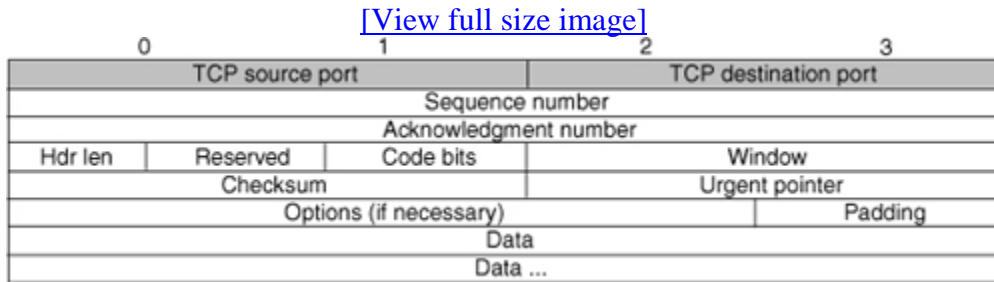 [View full size image]
0 1 2 3
TCP source port TCP destination port
Sequence number
Acknowledgment number
Hdr len Reserved Code bits Window
Checksum Urgent pointer
Options (if necessary) Padding
Data
Data ...